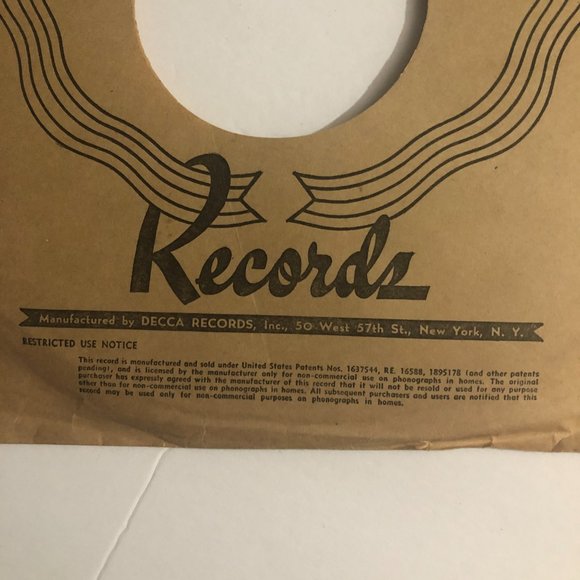 Records
Manufactured by DECCA RECORDS, Inc., 50 West 57th St., New York, N. Y.
RESTRICTED USE NOTICE
This record is manufactured and sold under United States Patents Nos. 1637544, RE. 16588, 1895178 (and other patents
pending), and is licensed by the manufacturer only for non-commercial use on phonographs in homes. The original
purchaser has expressly agreed with the manufacturer of this record that it will not be resold or used for any purpose
other than for non-commercial use on phonographs in homes. All subsequent purchasers and users are notified that this
record may be used only for non-commercial purposes on phonographs in homes.